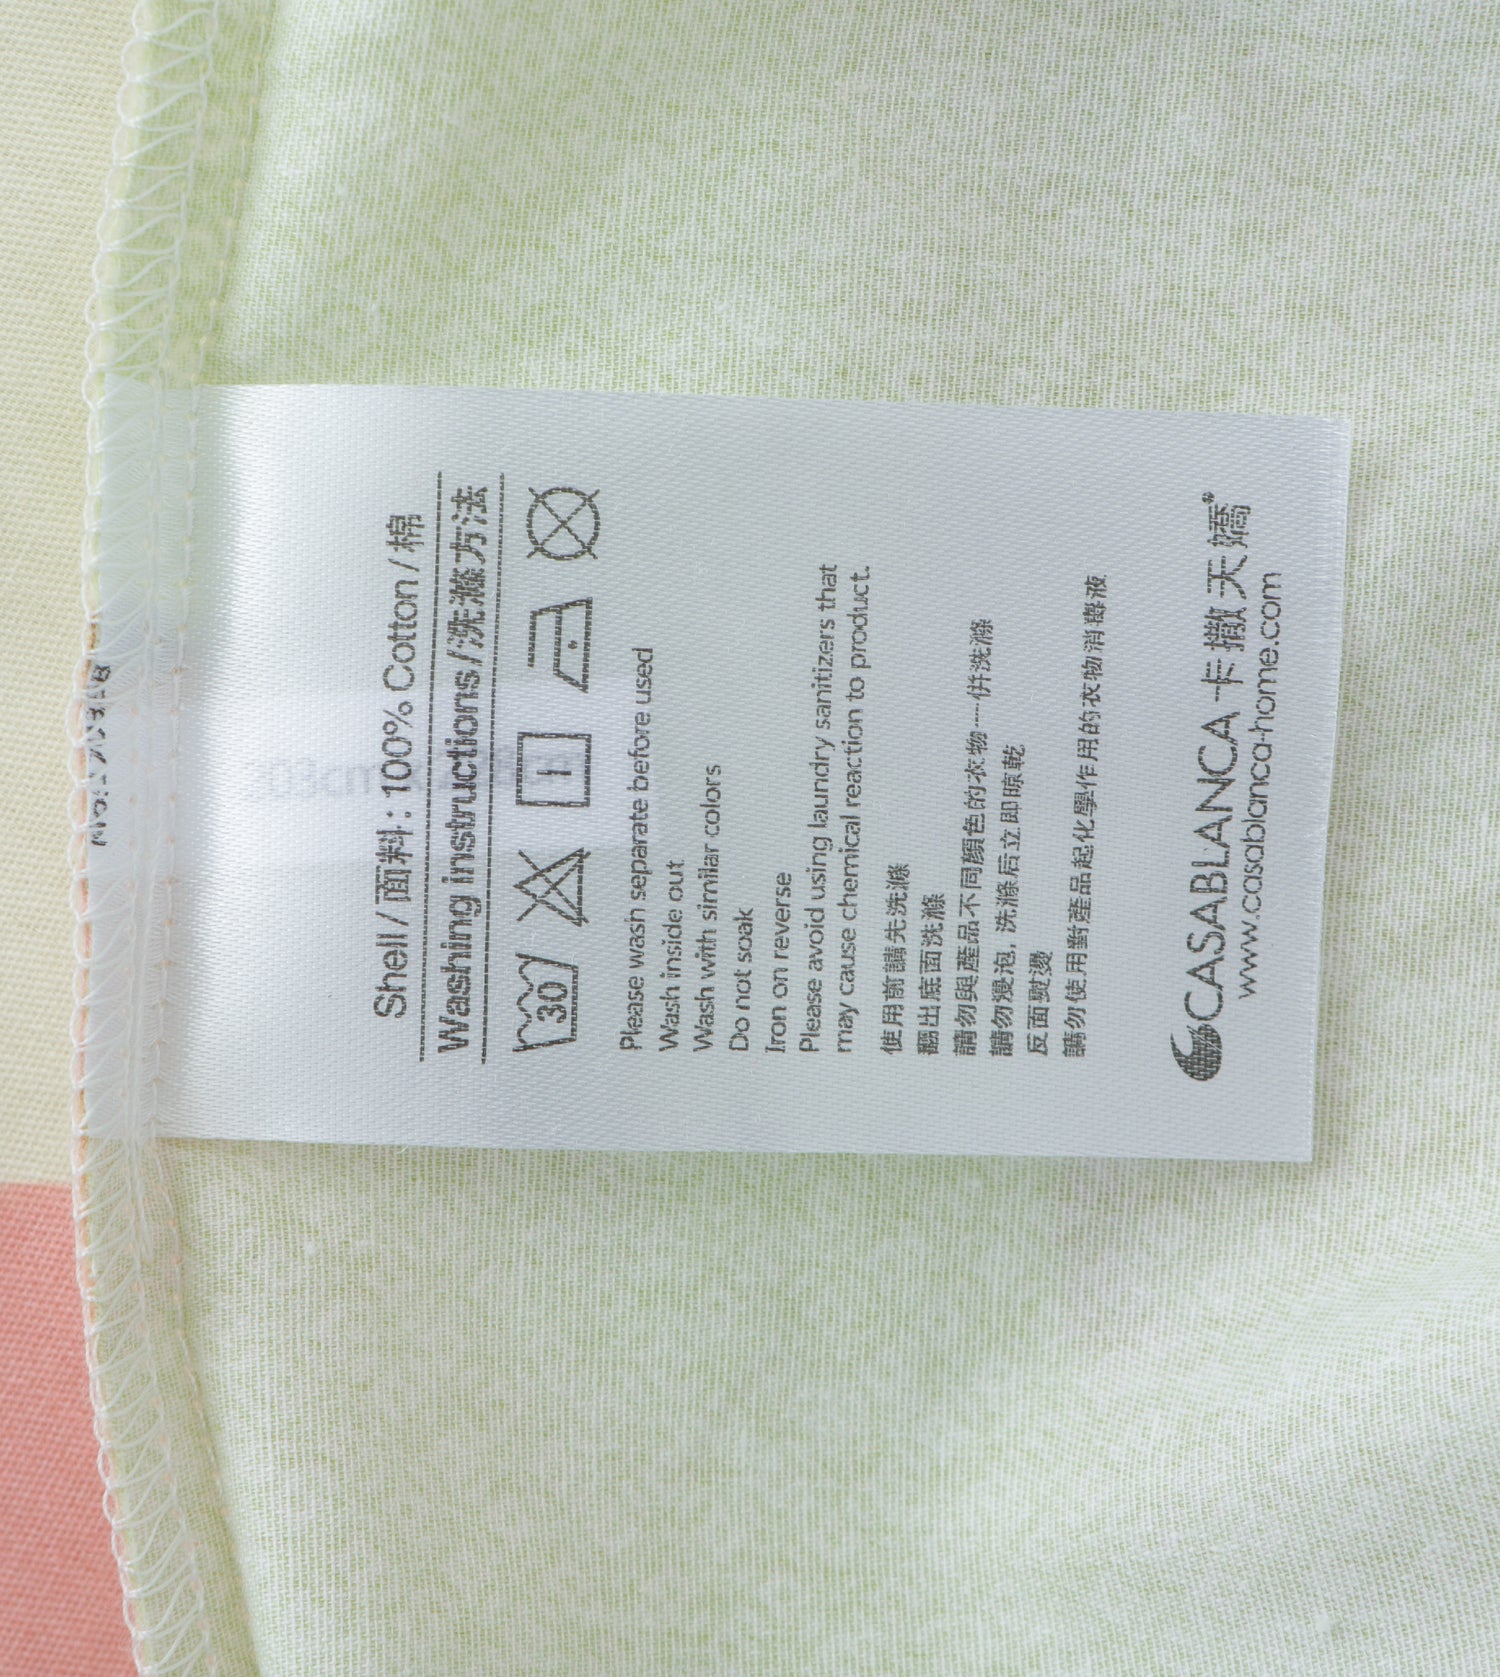 Shell / 面料 : 100% Cotton / 棉
Washing instructions/洗滌方法
30
Please wash separate before used
Wash inside out
Wash with similar colors
Do not soak
Iron on reverse
Please avoid using laundry sanitizers that
may cause chemical reaction to product.
使用前請先洗滌
翻出底面洗滌
請勿與產品不同顏色的衣物一併洗滌
請勿浸泡, 洗滌后立即晾乾
反面熨燙
請勿使用對產品起化學作用的衣物消毒液
CASABLANCA 卡撒天嬌®
www.casablanca-home.com